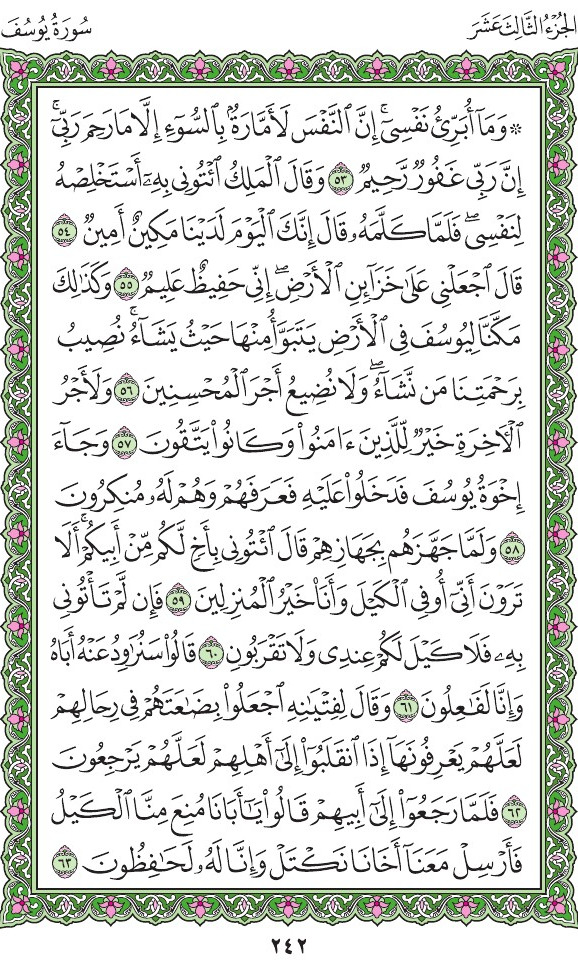 الجزء الثالث عشر
سورة يوسف
۞ وَمَآ أُبَرِّئُ نَفْسِىٓۚ إِنَّ ٱلنَّفْسَ لَأَمَّارَةُۢ بِٱلسُّوٓءِ إِلَّا مَا رَحِمَ رَبِّىٓۚ
إِنَّ رَبِّى غَفُورٌ رَّحِيمٌ ٥٣ وَقَالَ ٱلْمَلِكُ ٱئْتُونِى بِهِۦٓ أَسْتَخْلِصْهُ
لِنَفْسِىۖ فَلَمَّا كَلَّمَهُۥ قَالَ إِنَّكَ ٱلْيَوْمَ لَدَيْنَا مَكِينٌ أَمِينٌ ٥٤
قَالَ ٱجْعَلْنِى عَلَىٰ خَزَآئِنِ ٱلْأَرْضِۖ إِنِّى حَفِيظٌ عَلِيمٌ ٥٥ وَكَذَٰلِكَ
مَكَّنَّا لِيُوسُفَ فِى ٱلْأَرْضِ يَتَبَوَّأُ مِنْهَا حَيْثُ يَشَآءُۚ نُصِيبُ
بِرَحْمَتِنَا مَن نَّشَآءُۖ وَلَا نُضِيعُ أَجْرَ ٱلْمُحْسِنِينَ ٥٦ وَلَأَجْرُ
ٱلْأٓخِرَةِ خَيْرٌ لِّلَّذِينَ ءَامَنُوا۟ وَكَانُوا۟ يَتَّقُونَ ٥٧ وَجَآءَ
إِخْوَةُ يُوسُفَ فَدَخَلُوا۟ عَلَيْهِ فَعَرَفَهُمْ وَهُمْ لَهُۥ مُنكِرُونَ
٥٨ وَلَمَّا جَهَّزَهُم بِجَهَازِهِمْ قَالَ ٱئْتُونِى بِأَخٍ لَّكُم مِّنْ أَبِيكُمْۚ أَلَا
تَرَوْنَ أَنِّىٓ أُوفِى ٱلْكَيْلَ وَأَنَا۠ خَيْرُ ٱلْمُنزِلِينَ ٥٩ فَإِن لَّمْ تَأْتُونِى
بِهِۦ فَلَا كَيْلَ لَكُمْ عِندِى وَلَا تَقْرَبُونِ ٦٠ قَالُوا۟ سَنُرَٰوِدُ عَنْهُ أَبَاهُ
وَإِنَّا لَفَٰعِلُونَ ٦١ وَقَالَ لِفِتْيَٰنِهِ ٱجْعَلُوا۟ بِضَٰعَتَهُمْ فِى رِحَالِهِمْ
لَعَلَّهُمْ يَعْرِفُونَهَآ إِذَا ٱنقَلَبُوٓا۟ إِلَىٰٓ أَهْلِهِمْ لَعَلَّهُمْ يَرْجِعُونَ
٦٢ فَلَمَّا رَجَعُوٓا۟ إِلَىٰٓ أَبِيهِمْ قَالُوا۟ يَٰٓأَبَانَا مُنِعَ مِنَّا ٱلْكَيْلُ
فَأَرْسِلْ مَعَنَآ أَخَانَا نَكْتَلْ وَإِنَّا لَهُۥ لَحَٰفِظُونَ ٦٣
٢٤٢